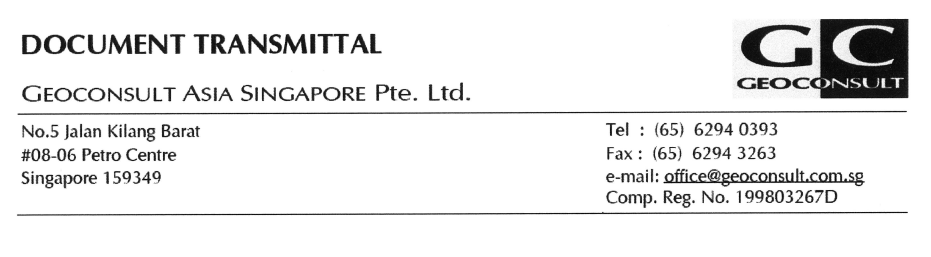 DOCUMENT TRANSMITTAL
GC
GEOCONSULT
GEOCONSULT ASIA SINGAPORE Pte. Ltd.
No.5 Jalan Kilang Barat
#08-06 Petro Centre
Singapore 159349
Tel : (65) 6294 0393
Fax : (65) 6294 3263
e-mail: office@geoconsult.com.sg
Comp. Reg. No. 199803267D